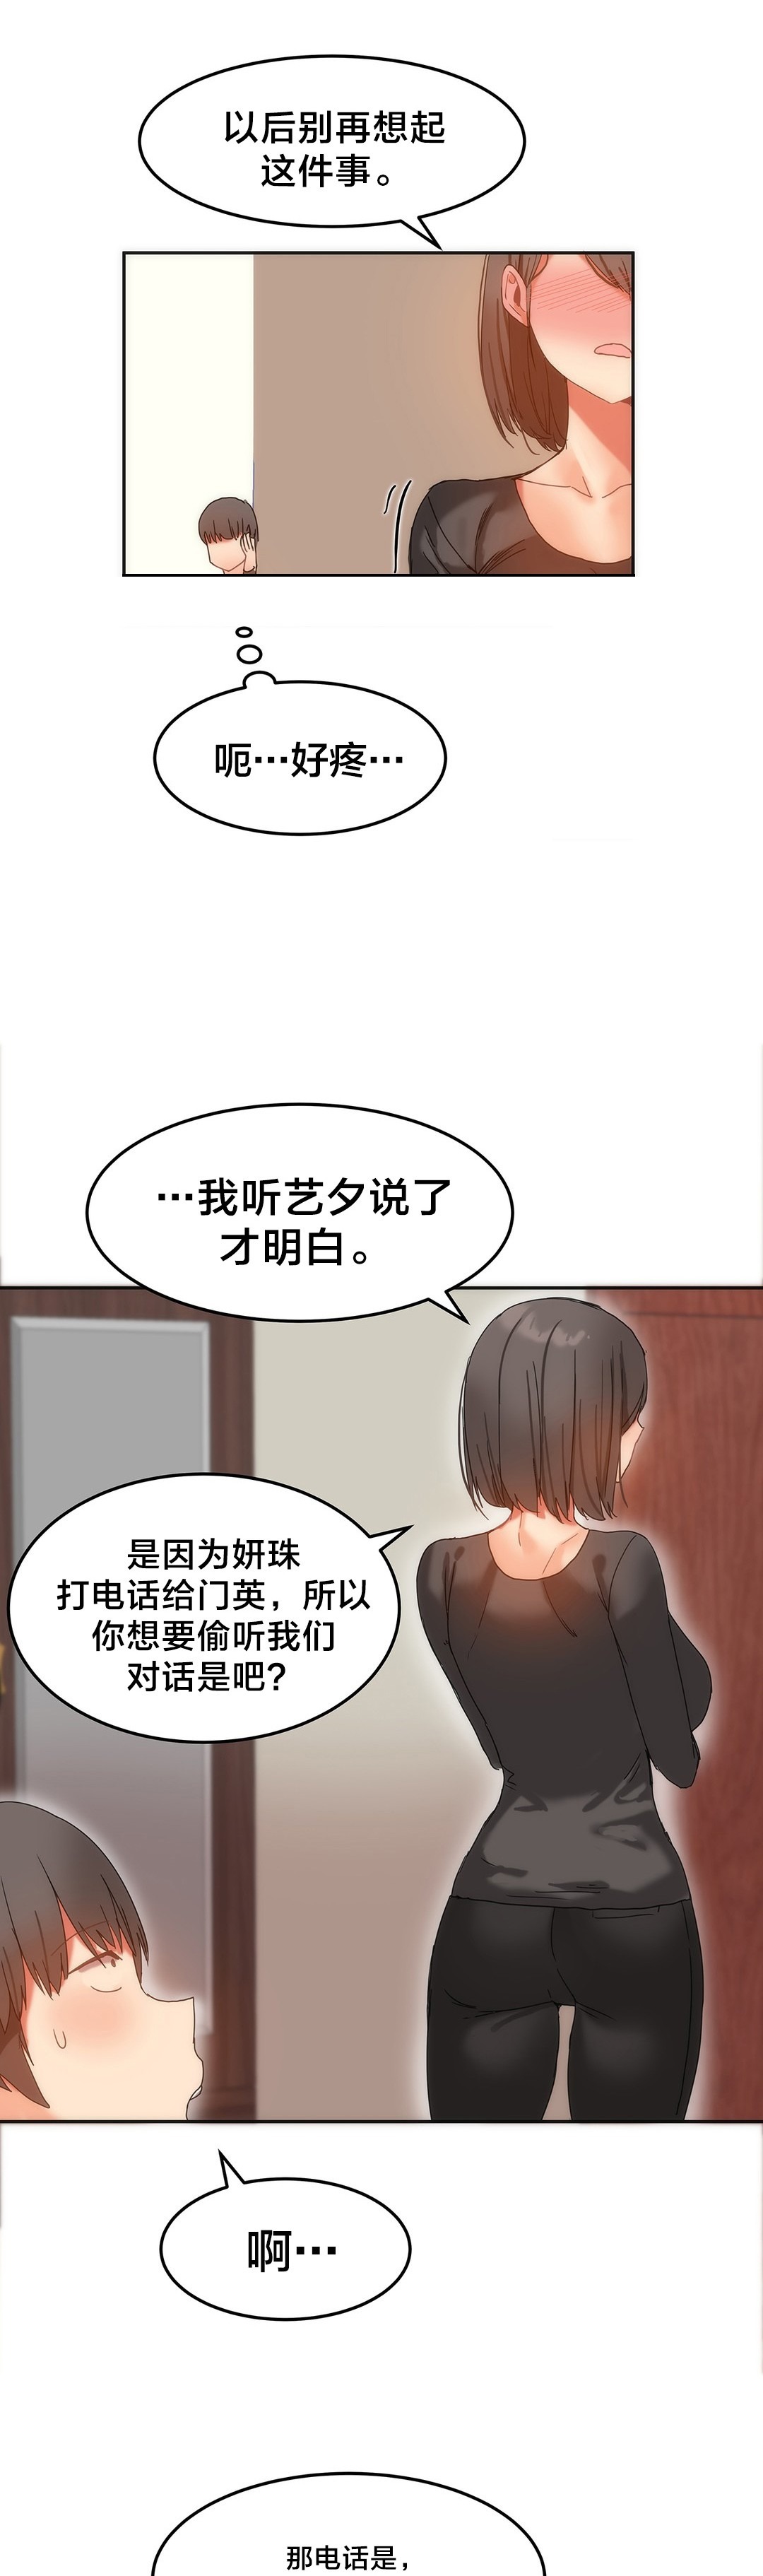 以后别再想起
这件事。
呃…好疼…
…我听艺夕说了
才明白。
是因为妍珠
打电话给门英，所以
你想要偷听我们
对话是吧？
啊…
那电话是，